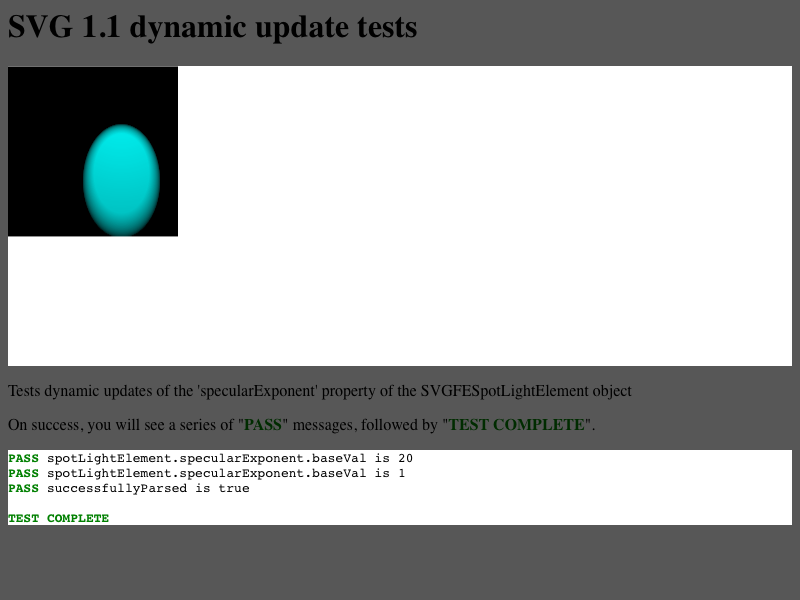 SVG 1.1 dynamic update tests
Tests dynamic updates of the 'specularExponent' property of the SVGFESpotLightElement object
On success, you will see a series of "PASS" messages, followed by "TEST COMPLETE".
PASS spotLightElement.specularExponent.baseVal is 20
PASS spotLightElement.specularExponent.baseVal is 1
PASS successfullyParsed is true
TEST COMPLETE